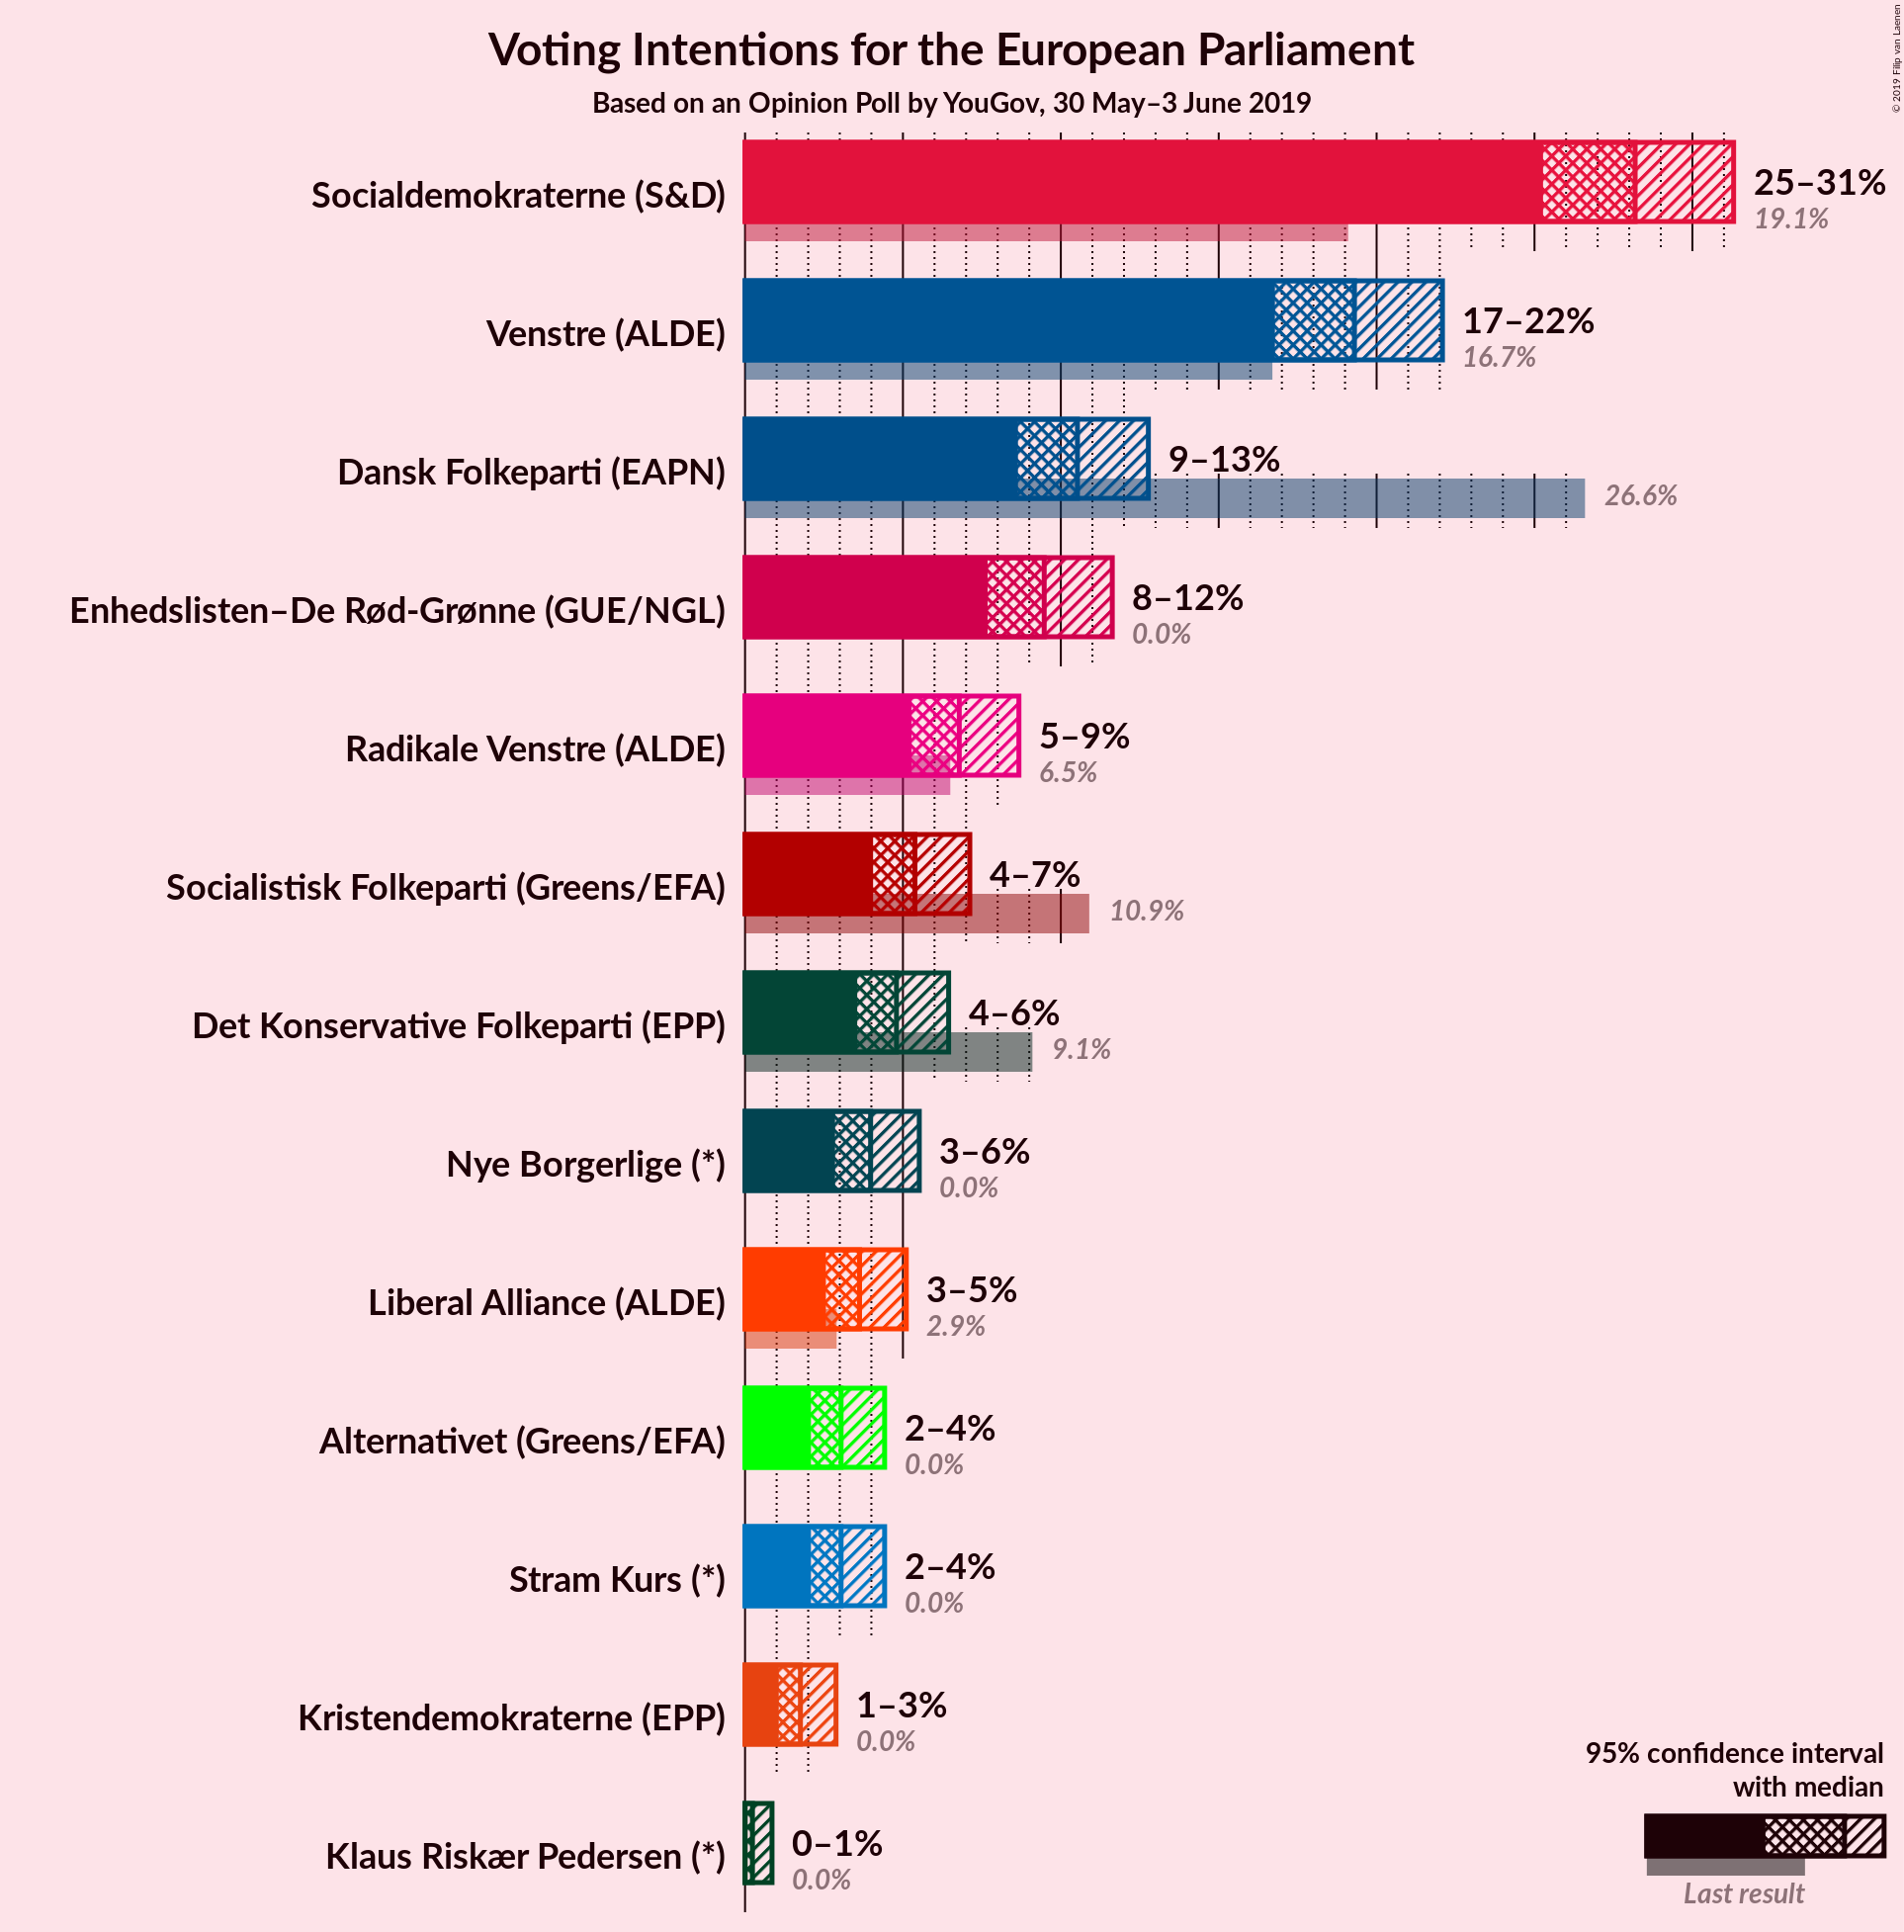 Voting Intentions for the European Parliament
Based on an Opinion Poll by YouGov, 30 May–3 June 2019
© 2019 Filip van Laenen
Socialdemokraterne (S&D)
25–31%
19.1%
Venstre (ALDE)
17–22%
16.7%
Dansk Folkeparti (EAPN)
9–13%
26.6%
Enhedslisten–De Rød-Grønne (GUE/NGL)
8–12%
0.0%
Radikale Venstre (ALDE)
5–9%
6.5%
Socialistisk Folkeparti (Greens/EFA)
4–7%
10.9%
Det Konservative Folkeparti (EPP)
4–6%
9.1%
Nye Borgerlige (*)
3–6%
0.0%
Liberal Alliance (ALDE)
3–5%
2.9%
Alternativet (Greens/EFA)
2–4%
0.0%
Stram Kurs (*)
2–4%
0.0%
Kristendemokraterne (EPP)
1–3%
0.0%
Klaus Riskær Pedersen (*)
0–1%
0.0%
95% confidence interval
with median
Last result